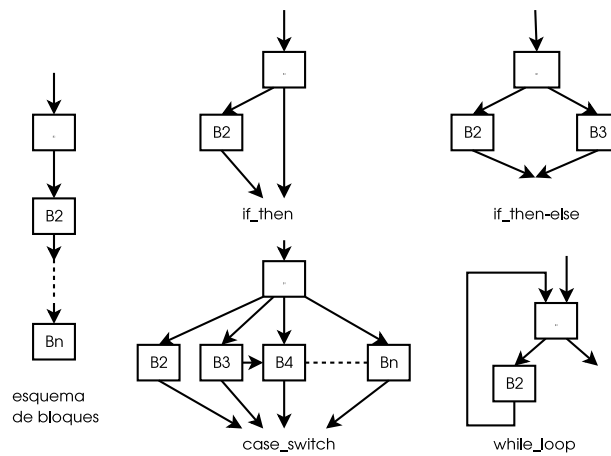 B2
B2
B3
B2
if_then
if_then-else
B2
B3
B4
Bn
B2
Bn
esquema
de bloques
case_switch
while_loop